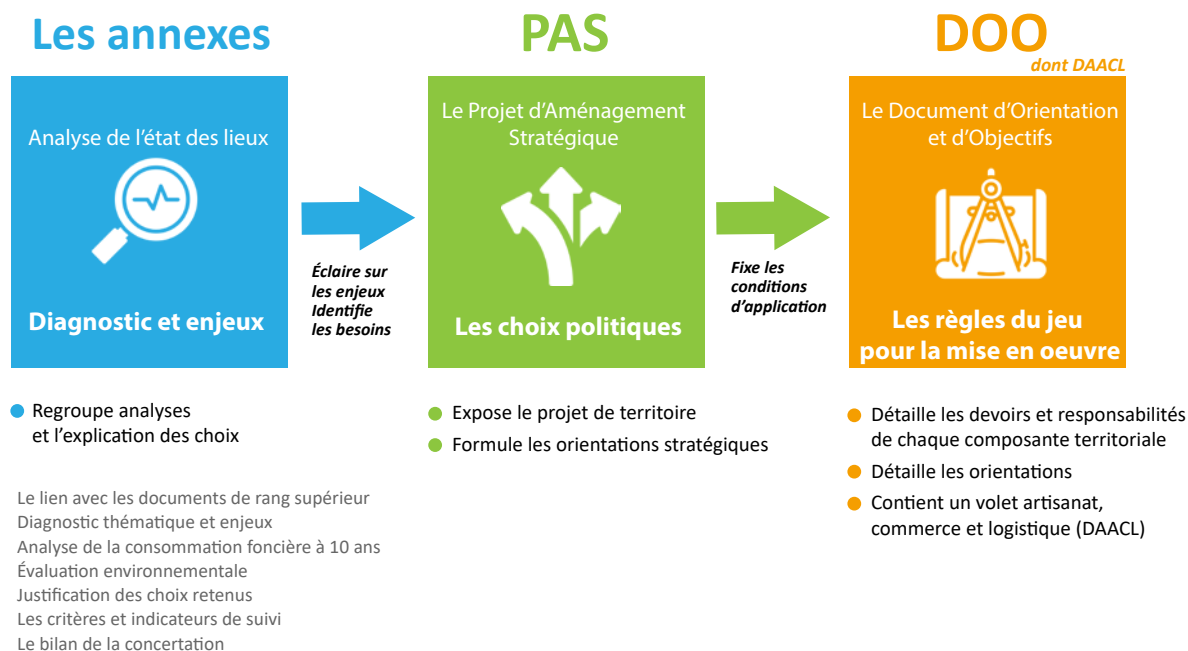 Les annexes
Analyse de l'état des lieux
Diagnostic et enjeux
Éclaire sur
les enjeux
Identifie
les besoins
Regroupe analyses
et l'explication des choix
Le lien avec les documents de rang supérieur
Diagnostic thématique et enjeux
Analyse de la consommation foncière à 10 ans
Évaluation environnementale
Justification des choix retenus
Les critères et indicateurs de suivi
Le bilan de la concertation
PAS
Le Projet d'Aménagement
Stratégique
Les choix politiques
Fixe les
conditions
d'application
Expose le projet de territoire
Formule les orientations stratégiques
DOO
dont DAACL
Le Document d'Orientation
et d'Objectifs
Les règles du jeu
pour la mise en oeuvre
Détaille les devoirs et responsabilités
de chaque composante territoriale
Détaille les orientations
Contient un volet artisanat,
commerce et logistique (DAACL)